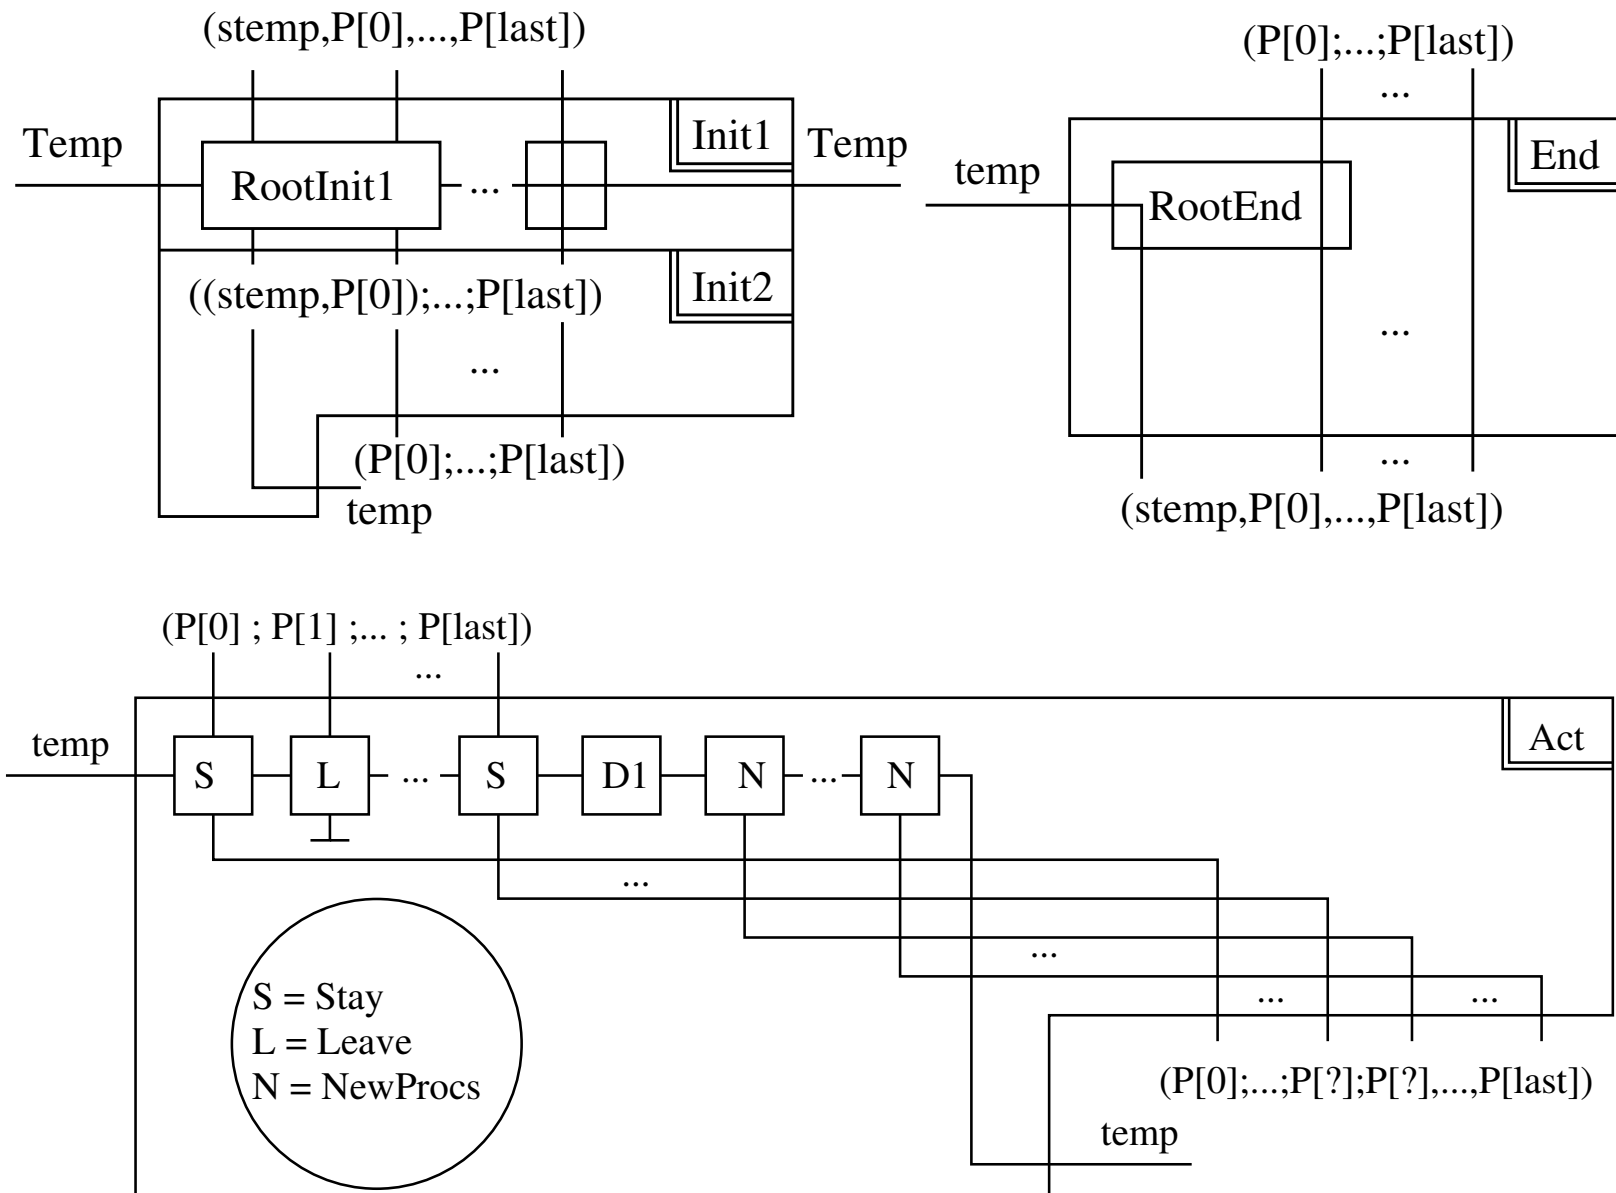 (stemp,P[0],...,P[last])
Temp
Init1
Temp
RootInit1
...
((stemp,P[0]);...;P[last])
Init2
...
(P[0];...;P[last])
temp
(P[0];...;P[last])
...
End
temp
RootEnd
...
...
(stemp,P[0],...,P[last])
(P[0] ; P[1] ;... ; P[last])
...
temp
Act
S L ... S D1 N ... N
...
...
... ...
S = Stay
L = Leave
N = NewProcs
(P[0];...;P[?];P[?],...,P[last])
temp